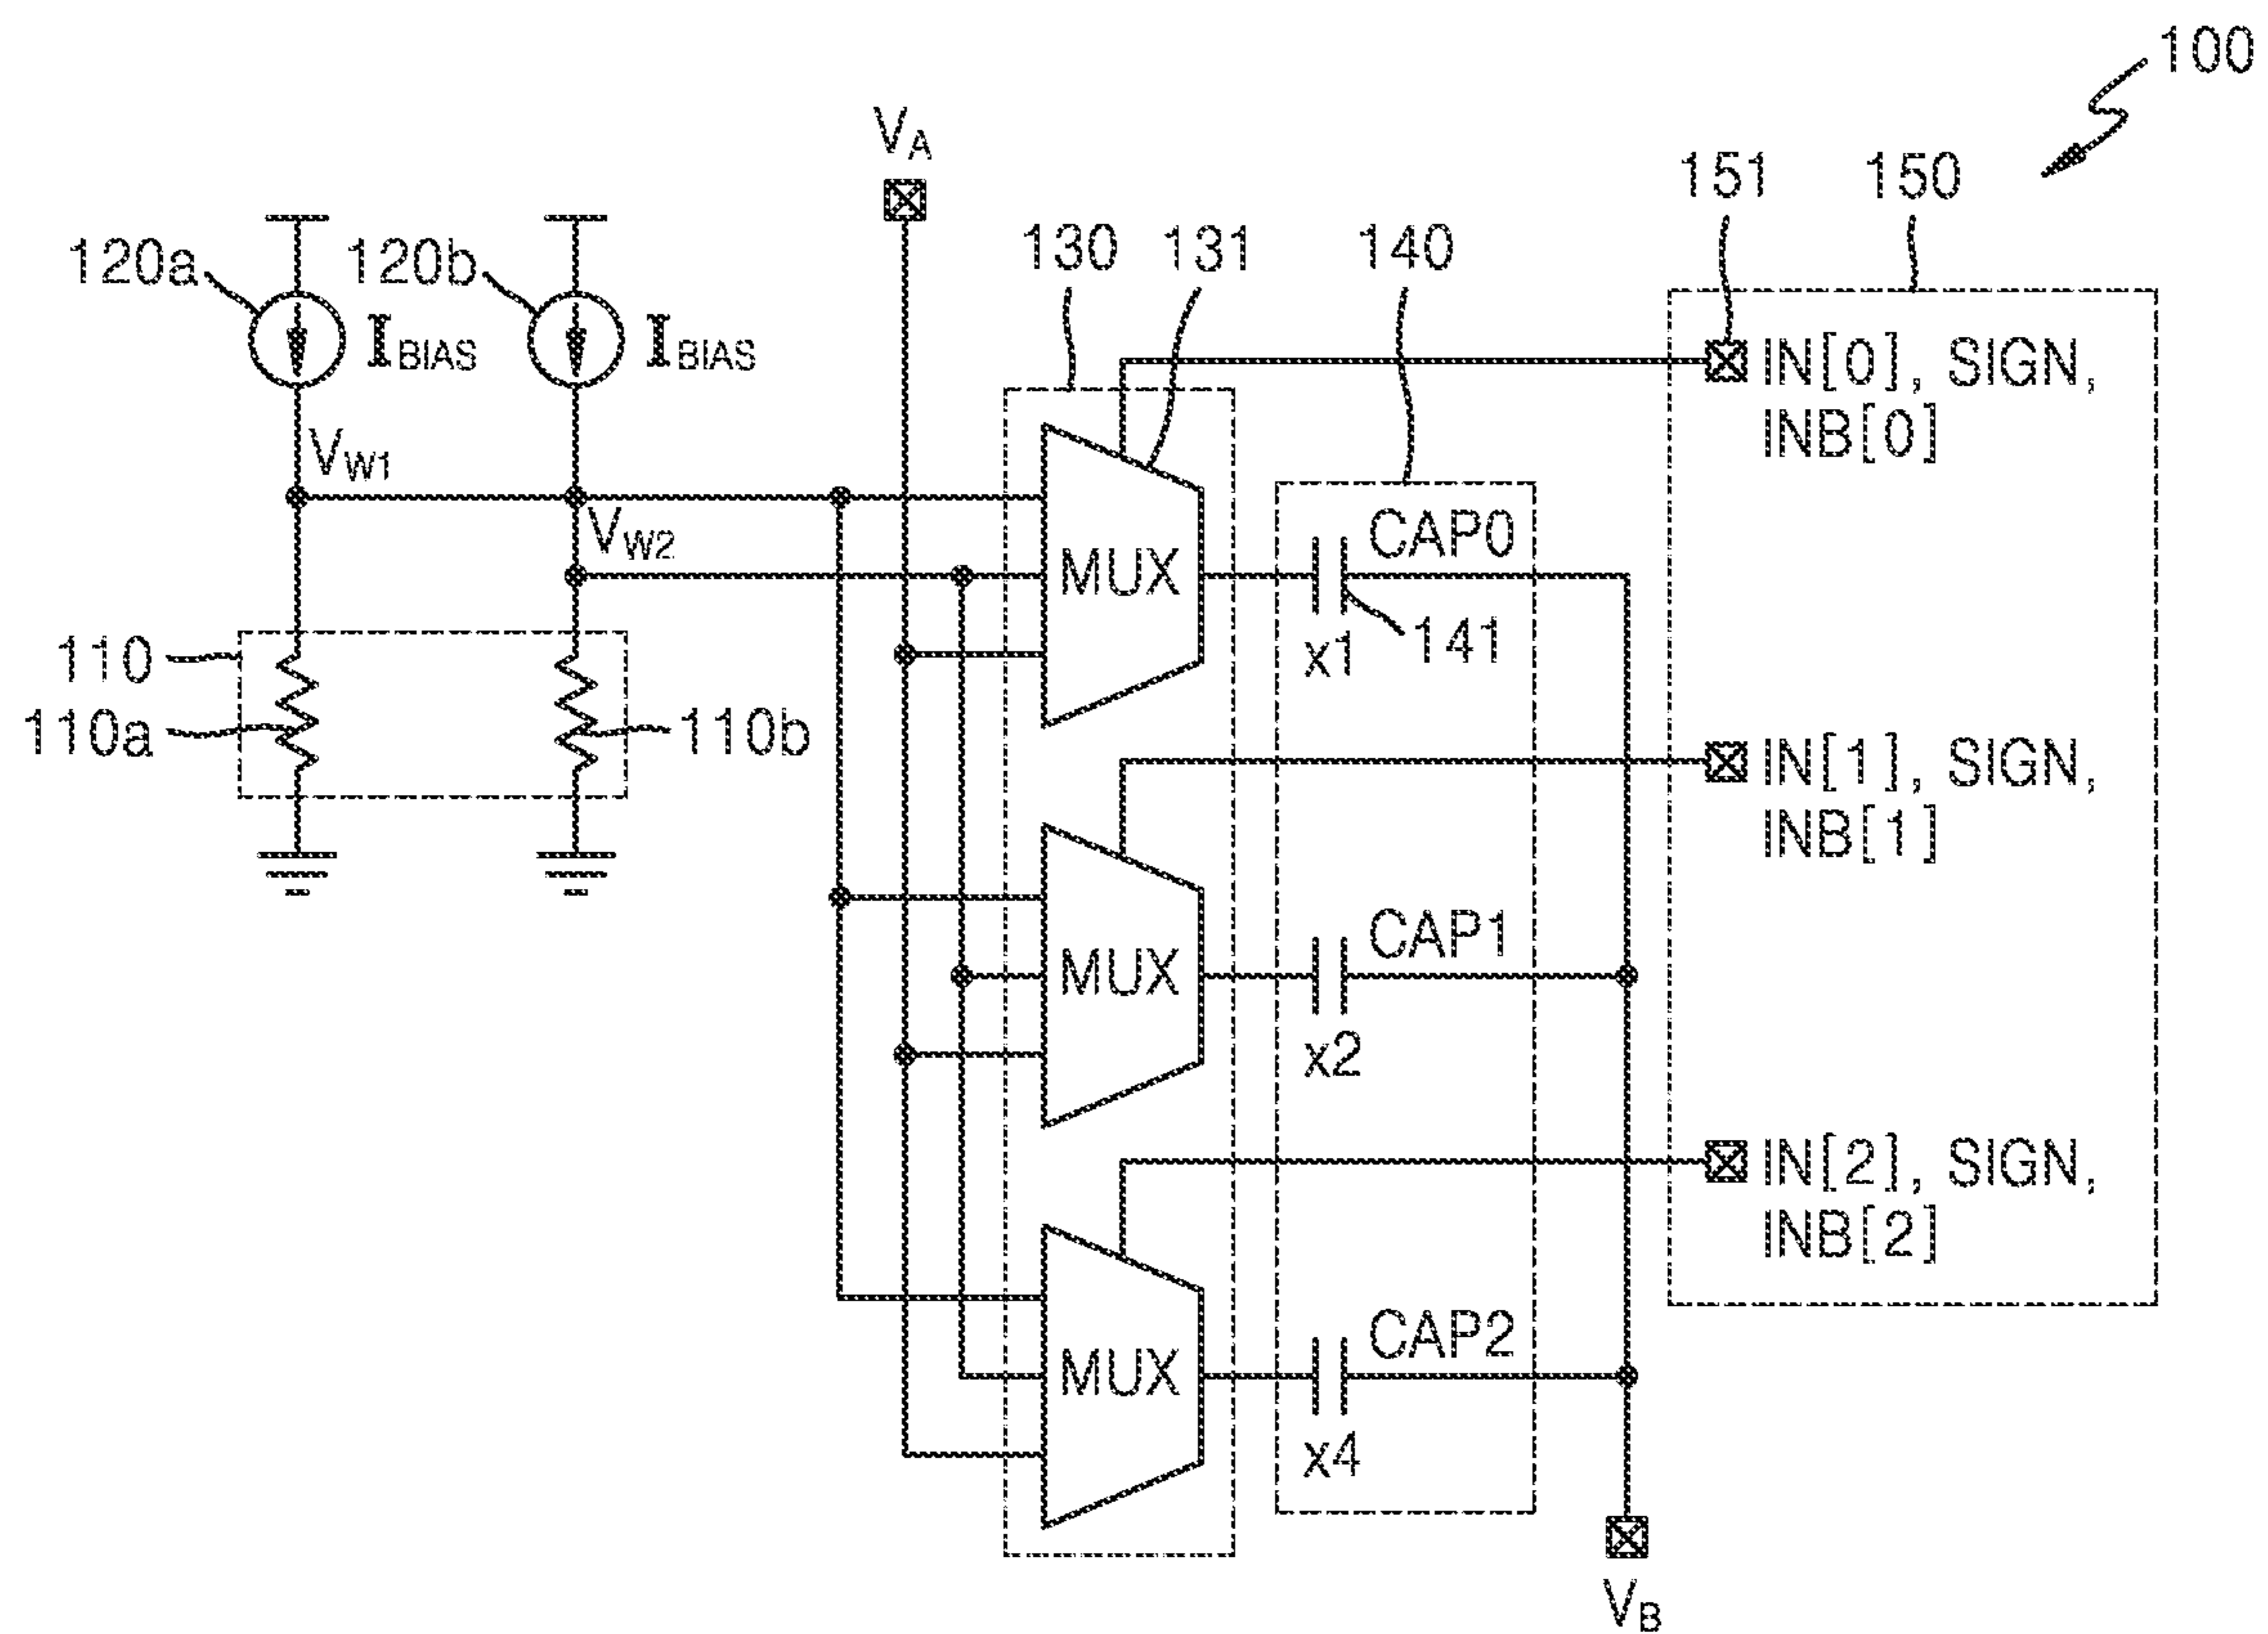 100
VA
151 150
130 131 140
120a 120b
IBIAS IBIAS
IN[0], SIGN,
INB[0]
VW1
VW2
CAP0
MUX
x1 141
110
110a 110b
IN[1], SIGN,
INB[1]
CAP1
MUX
x2
IN[2], SIGN,
INB[2]
CAP2
MUX
x4
VB